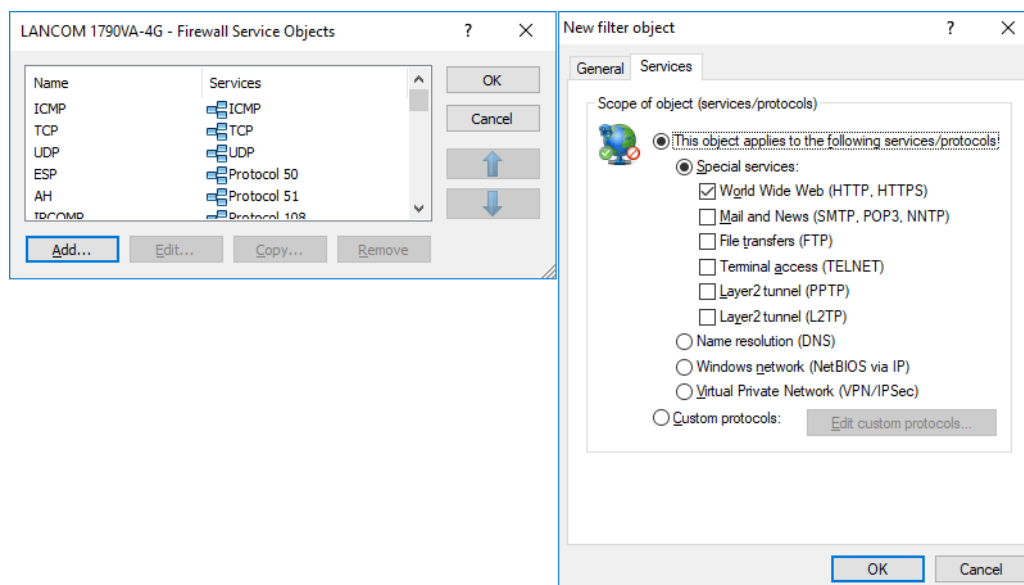 LANCOM 1790VA-4G - Firewall Service Objects
Name Services
ICMP ICMP
TCP TCP
UDP UDP
ESP Protocol 50
AH Protocol 51
IPCOMP Protocol 108
OK
Cancel
Add... Edit... Copy... Remove
New filter object
General Services
Scope of object (services/protocols)
This object applies to the following services/protocols
Special services:
World Wide Web (HTTP, HTTPS)
Mail and News (SMTP, POP3, NNTP)
File transfers (FTP)
Terminal access (TELNET)
Layer2 tunnel (PPTP)
Layer2 tunnel (L2TP)
Name resolution (DNS)
Windows network (NetBIOS via IP)
Virtual Private Network (VPN/IPSec)
Custom protocols: Edit custom protocols...
OK Cancel